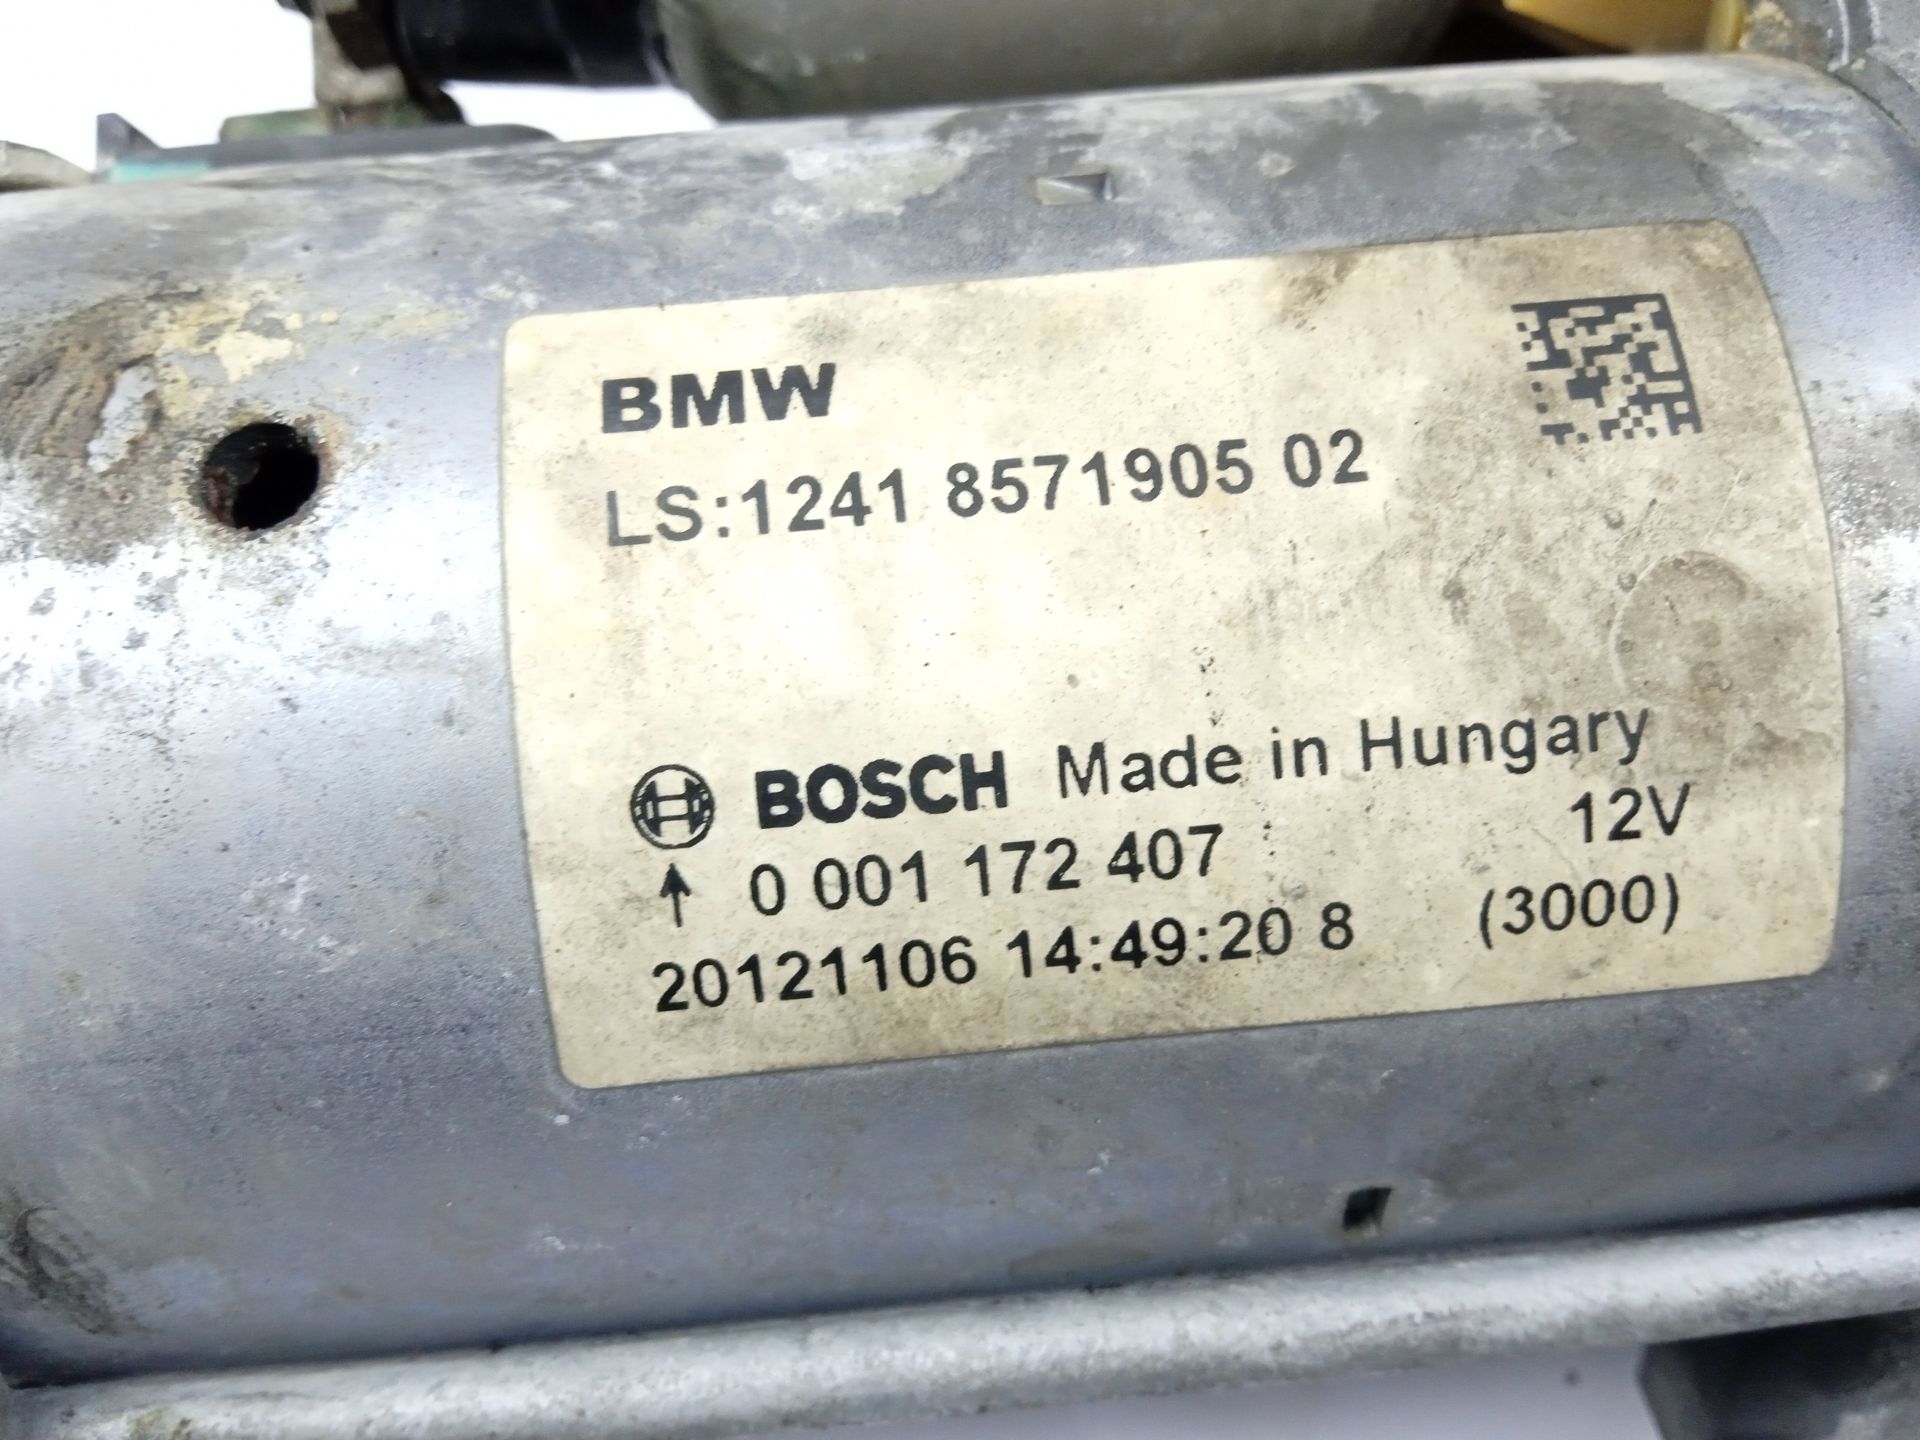 BMW
LS:1241 8571905 02
BOSCH Made in Hungary
0 001 172 407 12V
20121106 14:49:20 8 (3000)